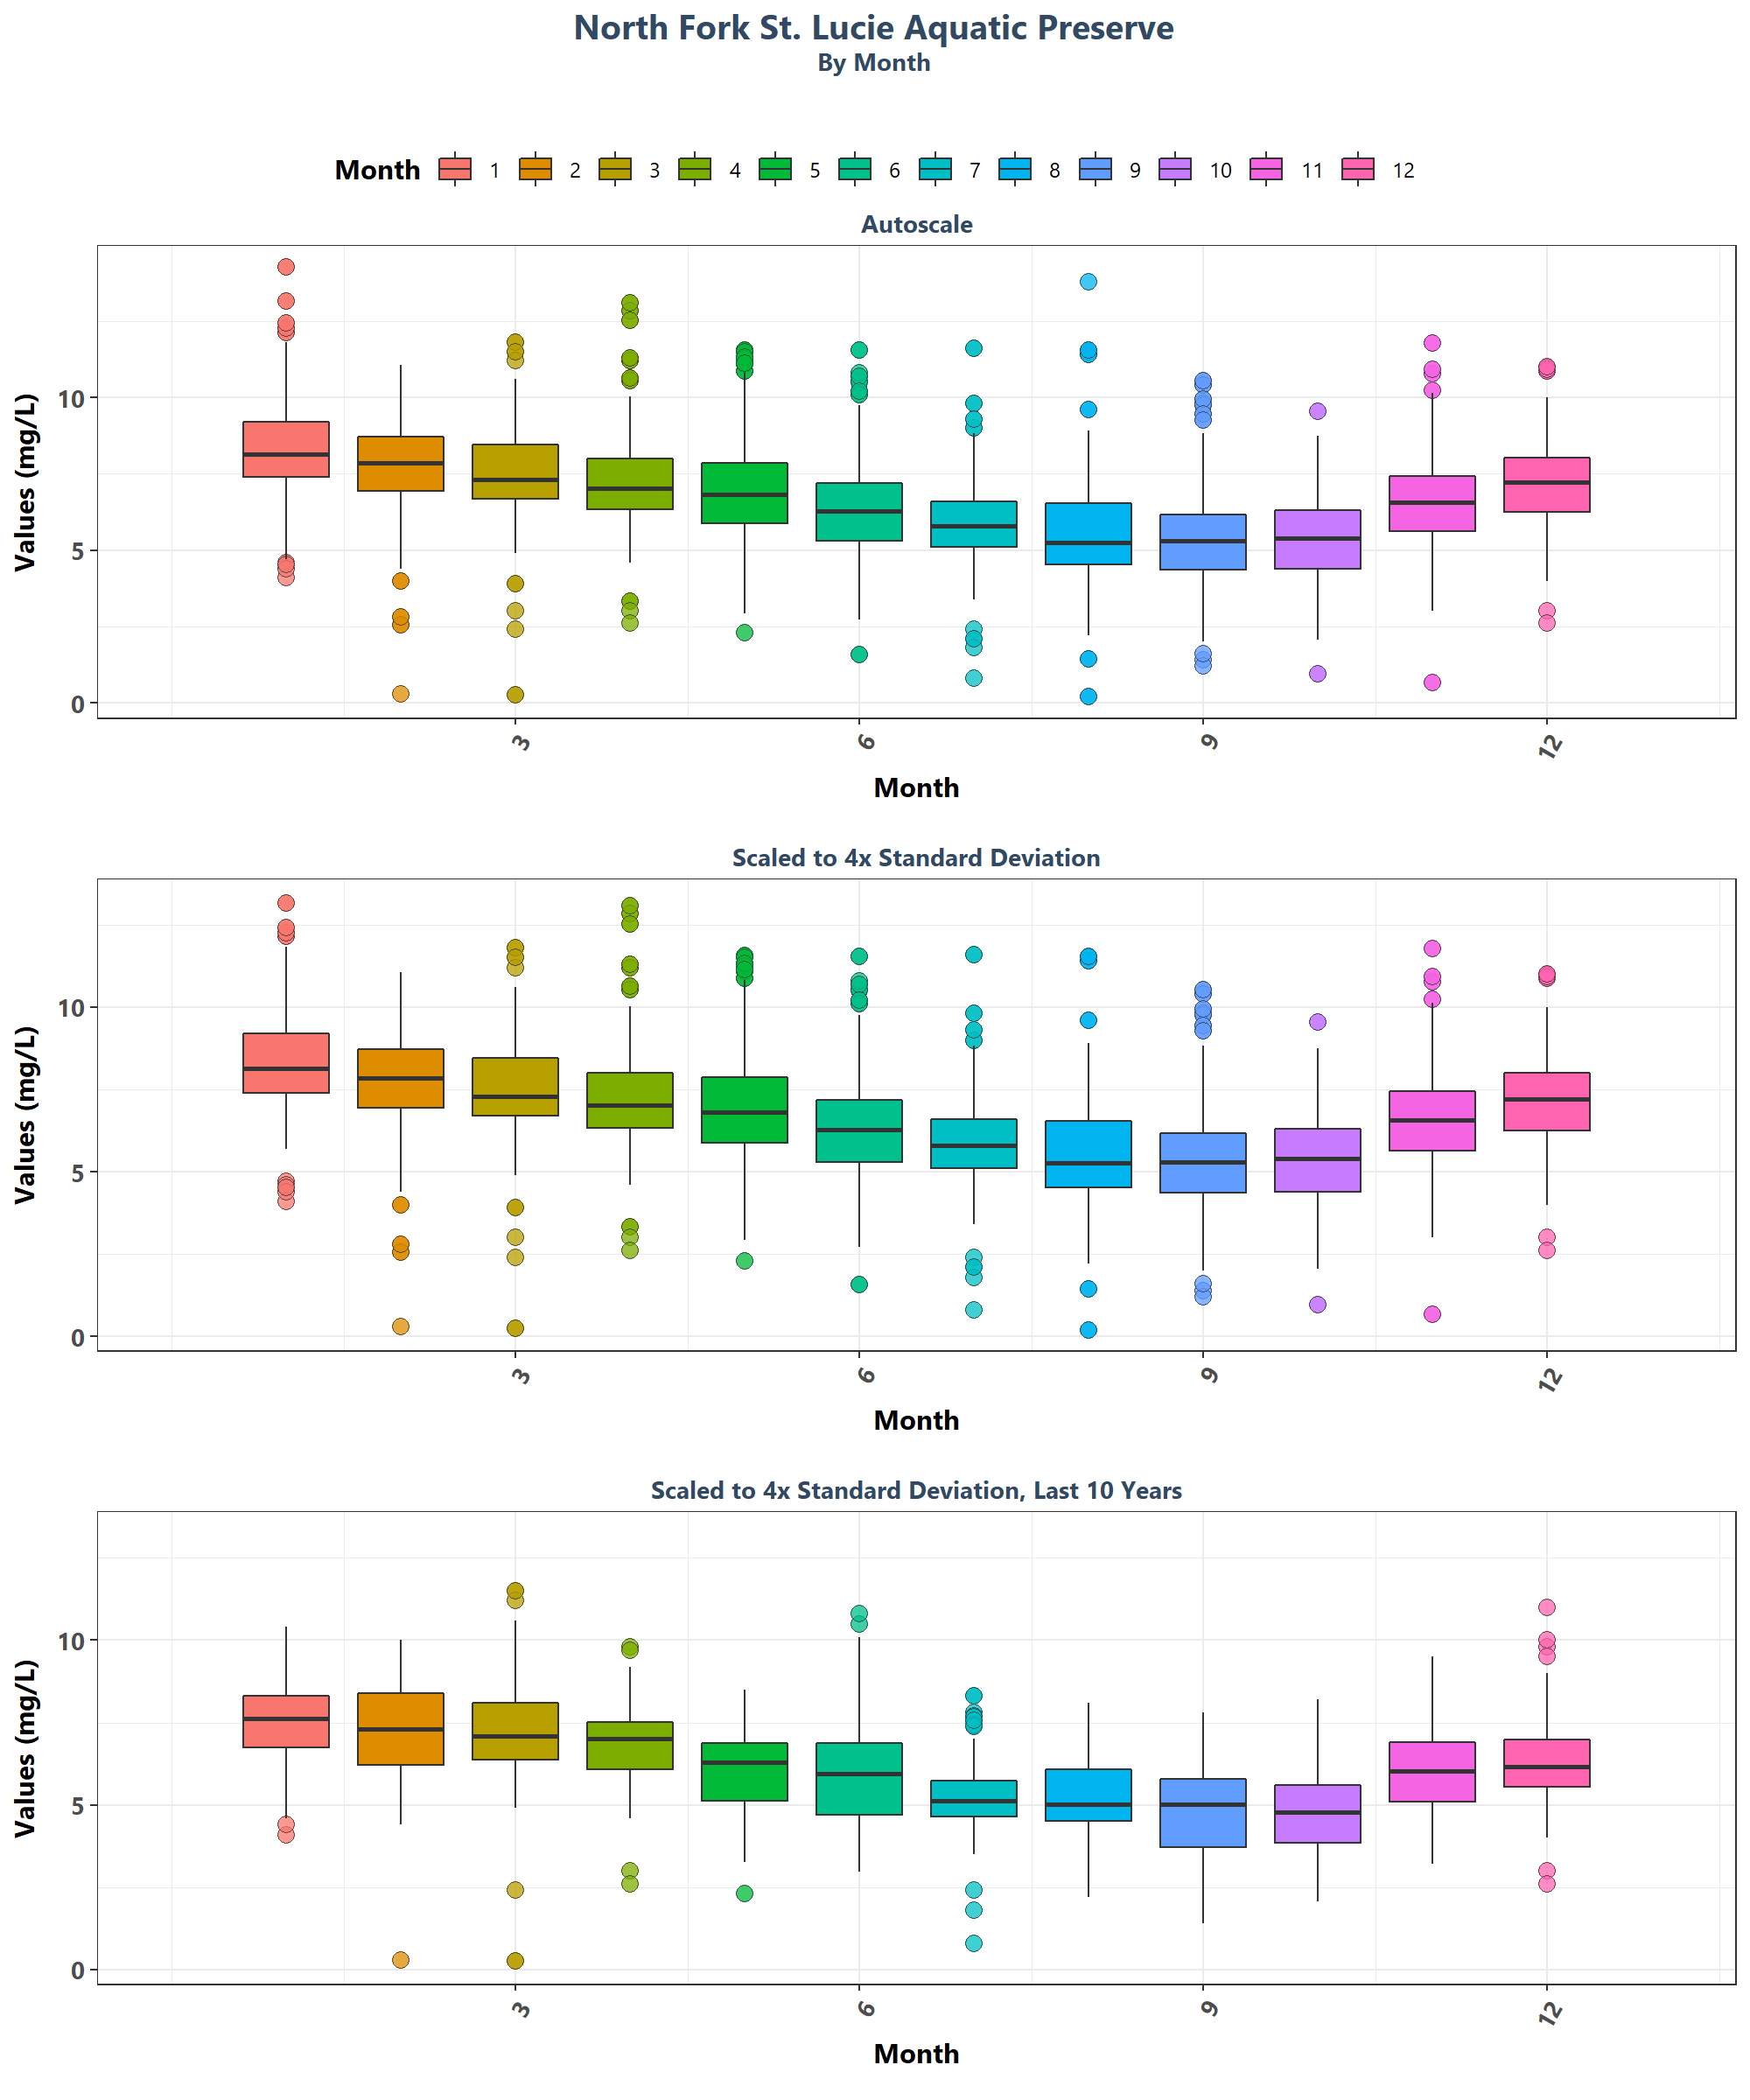 North Fork St. Lucie Aquatic Preserve
By Month
Month 1 2 3 4 5 6 7 8 9 10 11 12
Autoscale
Values (mg/L)
10
5
0
3 6 9 12
Month
Scaled to 4x Standard Deviation
Values (mg/L)
10
5
0
3 6 9 12
Month
Scaled to 4x Standard Deviation, Last 10 Years
Values (mg/L)
10
5
0
3 6 9 12
Month